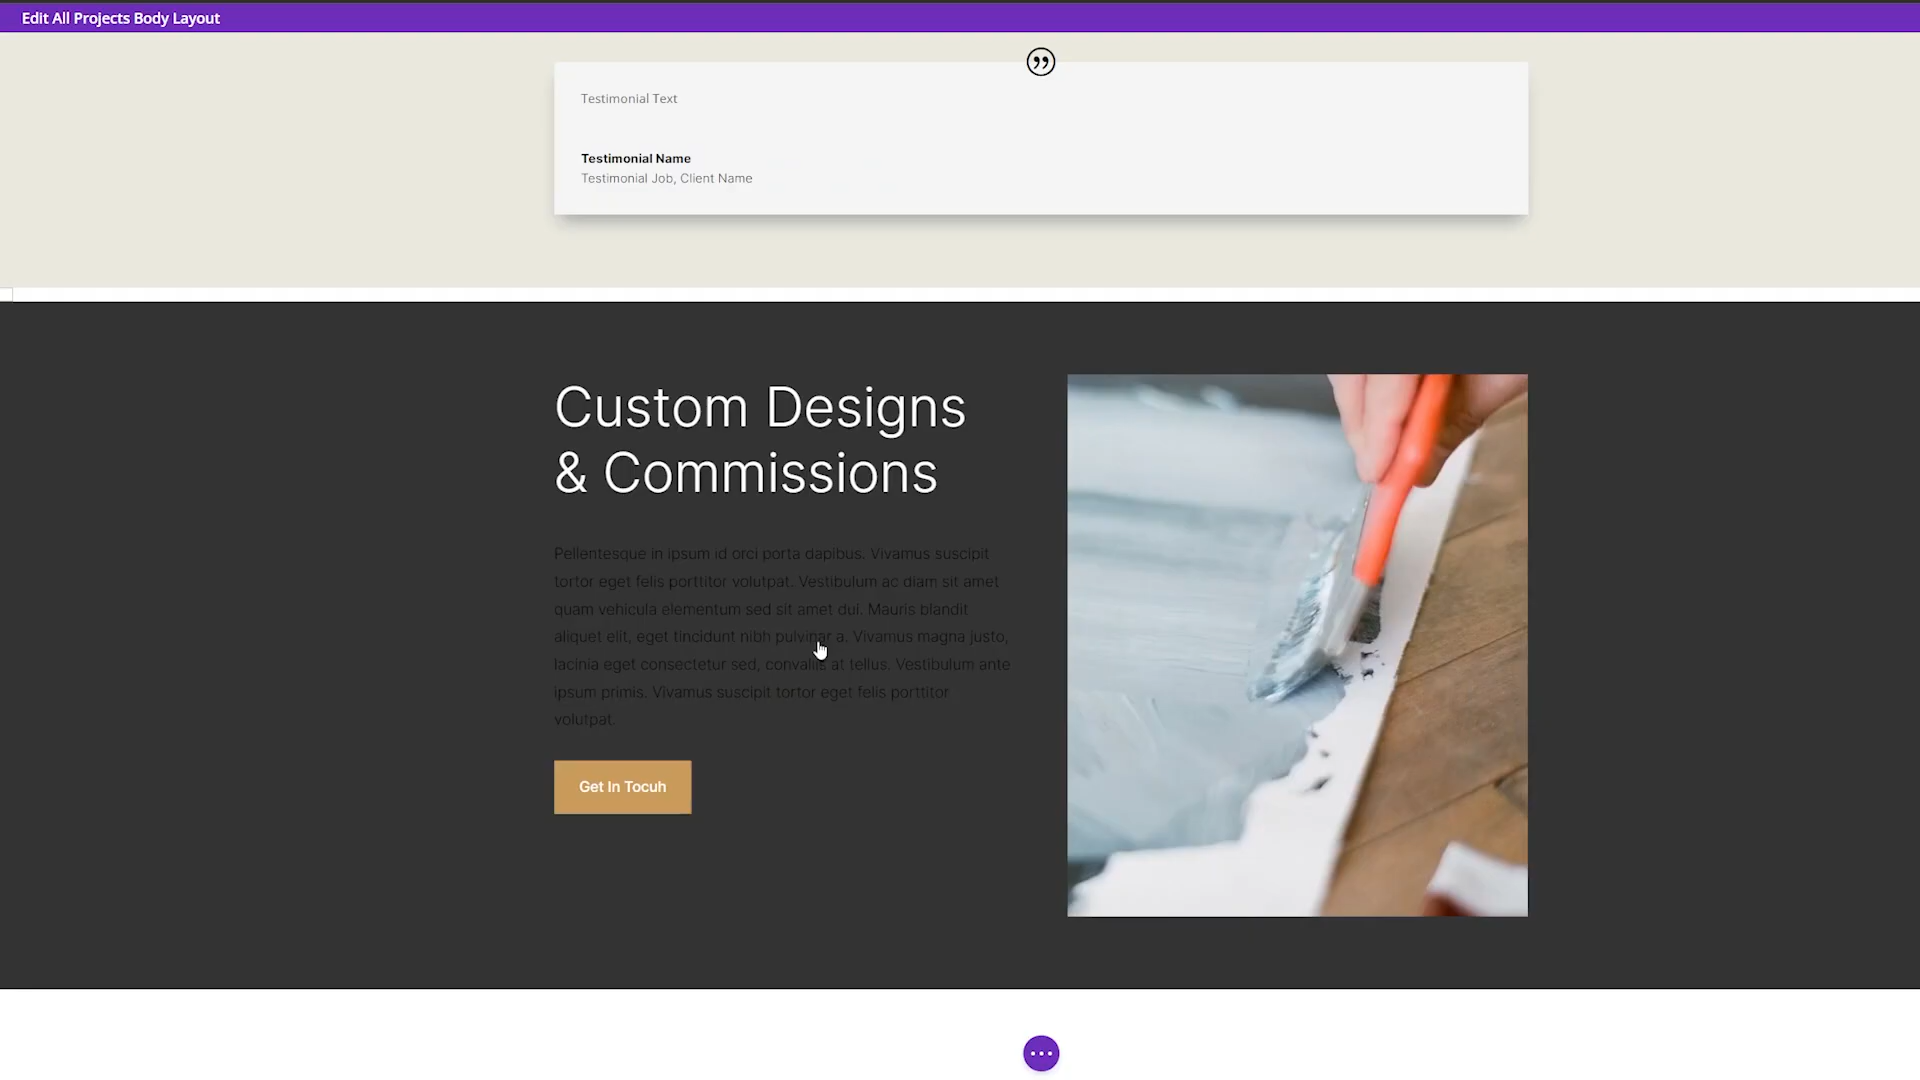 Edit All Projects Body Layout
Testimonial Text
Testimonial Name
Testimonial Job, Client Name
Custom Designs
& Commissions
Pellentesque in ipsum id orci porta dapibus. Vivamus suscipit
tortor eget felis porttitor volutpat. Vestibulum ac diam sit amet
quam vehicula elementum sed sit amet dui. Mauris blandit
aliquet elit, eget tincidunt nibh pulvinar a. Vivamus magna justo,
lacinia eget consectetur sed, convallis at tellus. Vestibulum ante
ipsum primis. Vivamus suscipit tortor eget felis porttitor
volutpat.
Get In Tocuh